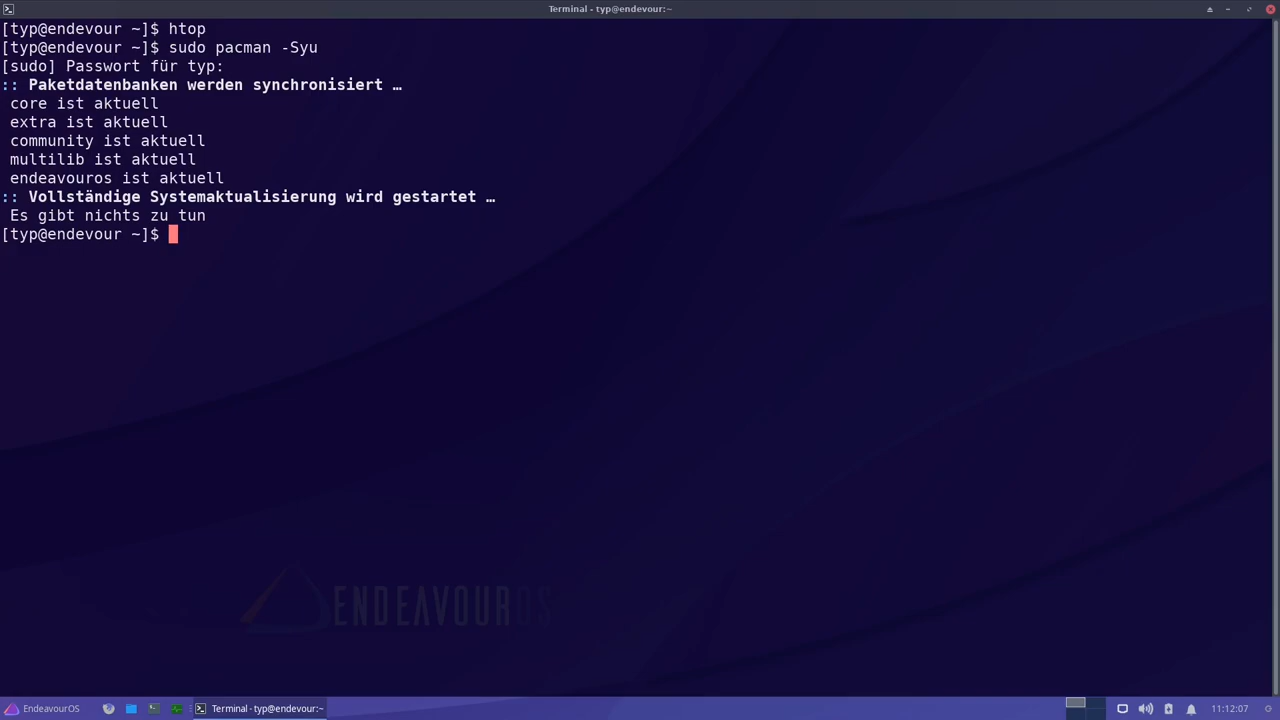 Terminal - typ@endevour:~
[typ@endevour ~]$ htop
[typ@endevour ~]$ sudo pacman -Syu
[sudo] Passwort für typ:
:: Paketdatenbanken werden synchronisiert …
core ist aktuell
extra ist aktuell
community ist aktuell
multilib ist aktuell
endeavouros ist aktuell
:: Vollständige Systemaktualisierung wird gestartet …
Es gibt nichts zu tun
[typ@endevour ~]$
ENDEAVOUROS
EndeavourOS
Terminal - typ@endevour:~
11:12:07